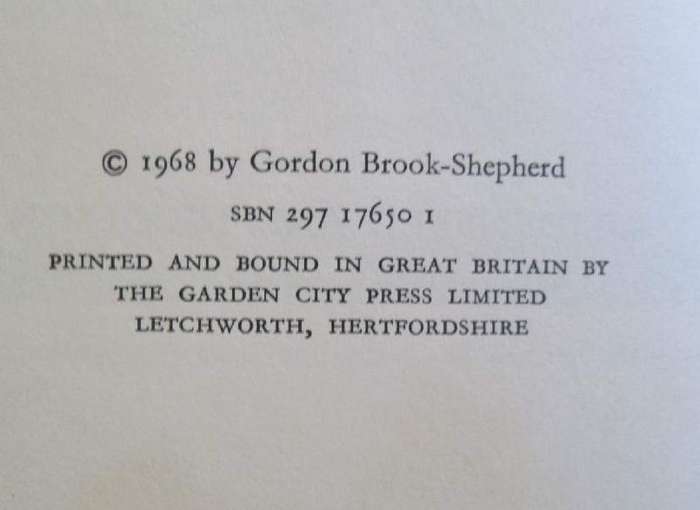 © 1968 by Gordon Brook-Shepherd
SBN 297 17650 1
PRINTED AND BOUND IN GREAT BRITAIN BY
THE GARDEN CITY PRESS LIMITED
LETCHWORTH, HERTFORDSHIRE